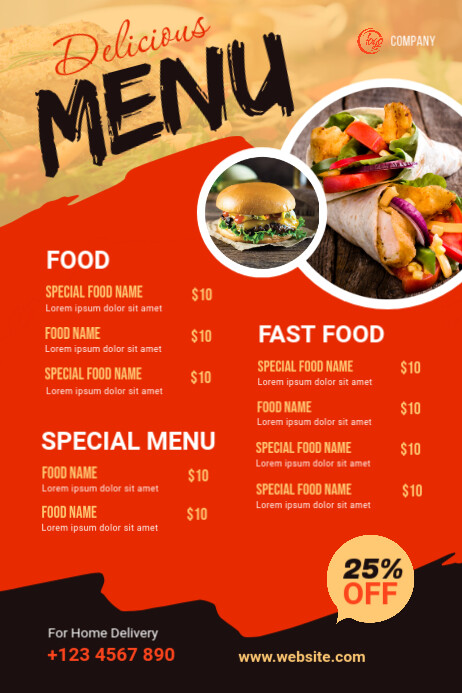 Delicious
MENU
logo COMPANY
FOOD
SPECIAL FOOD NAME $10
Lorem ipsum dolor sit amet
FOOD NAME $10
Lorem ipsum dolor sit amet
SPECIAL FOOD NAME $10
Lorem ipsum dolor sit amet
SPECIAL MENU
FOOD NAME $10
Lorem ipsum dolor sit amet
FOOD NAME $10
Lorem ipsum dolor sit amet
FAST FOOD
SPECIAL FOOD NAME $10
Lorem ipsum dolor sit amet
FOOD NAME $10
Lorem ipsum dolor sit amet
SPECIAL FOOD NAME $10
Lorem ipsum dolor sit amet
SPECIAL FOOD NAME $10
Lorem ipsum dolor sit amet
25%
OFF
For Home Delivery
+123 4567 890
www.website.com